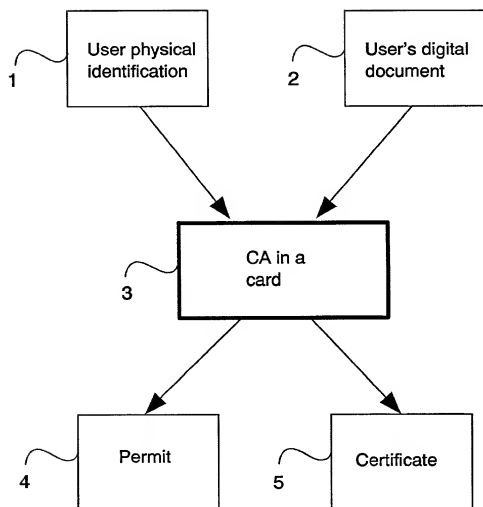 User physical
identification
1
User's digital
document
2
CA in a
card
3
Permit
4
Certificate
5